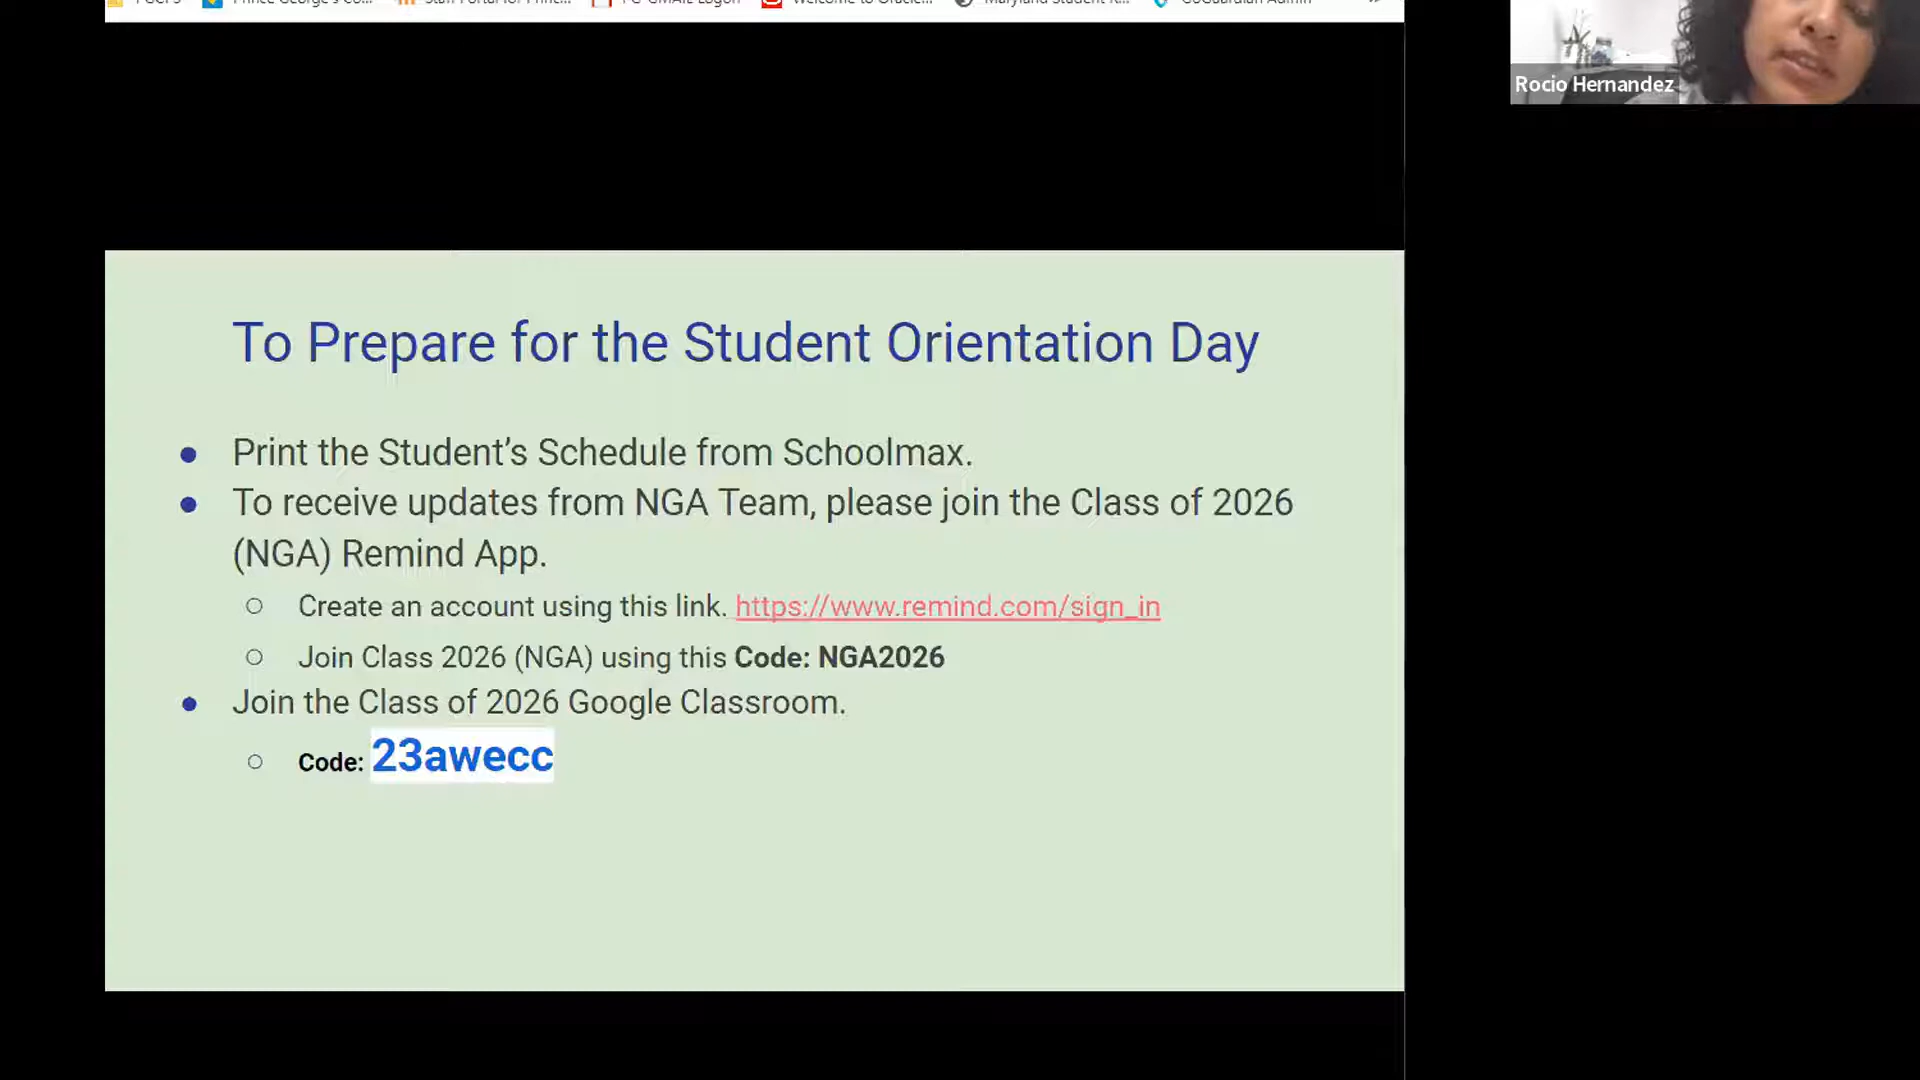 Rocio Hernandez
To Prepare for the Student Orientation Day
● Print the Student’s Schedule from Schoolmax.
● To receive updates from NGA Team, please join the Class of 2026
(NGA) Remind App.
○ Create an account using this link. https://www.remind.com/sign_in
○ Join Class 2026 (NGA) using this Code: NGA2026
● Join the Class of 2026 Google Classroom.
○ Code: 23awecc